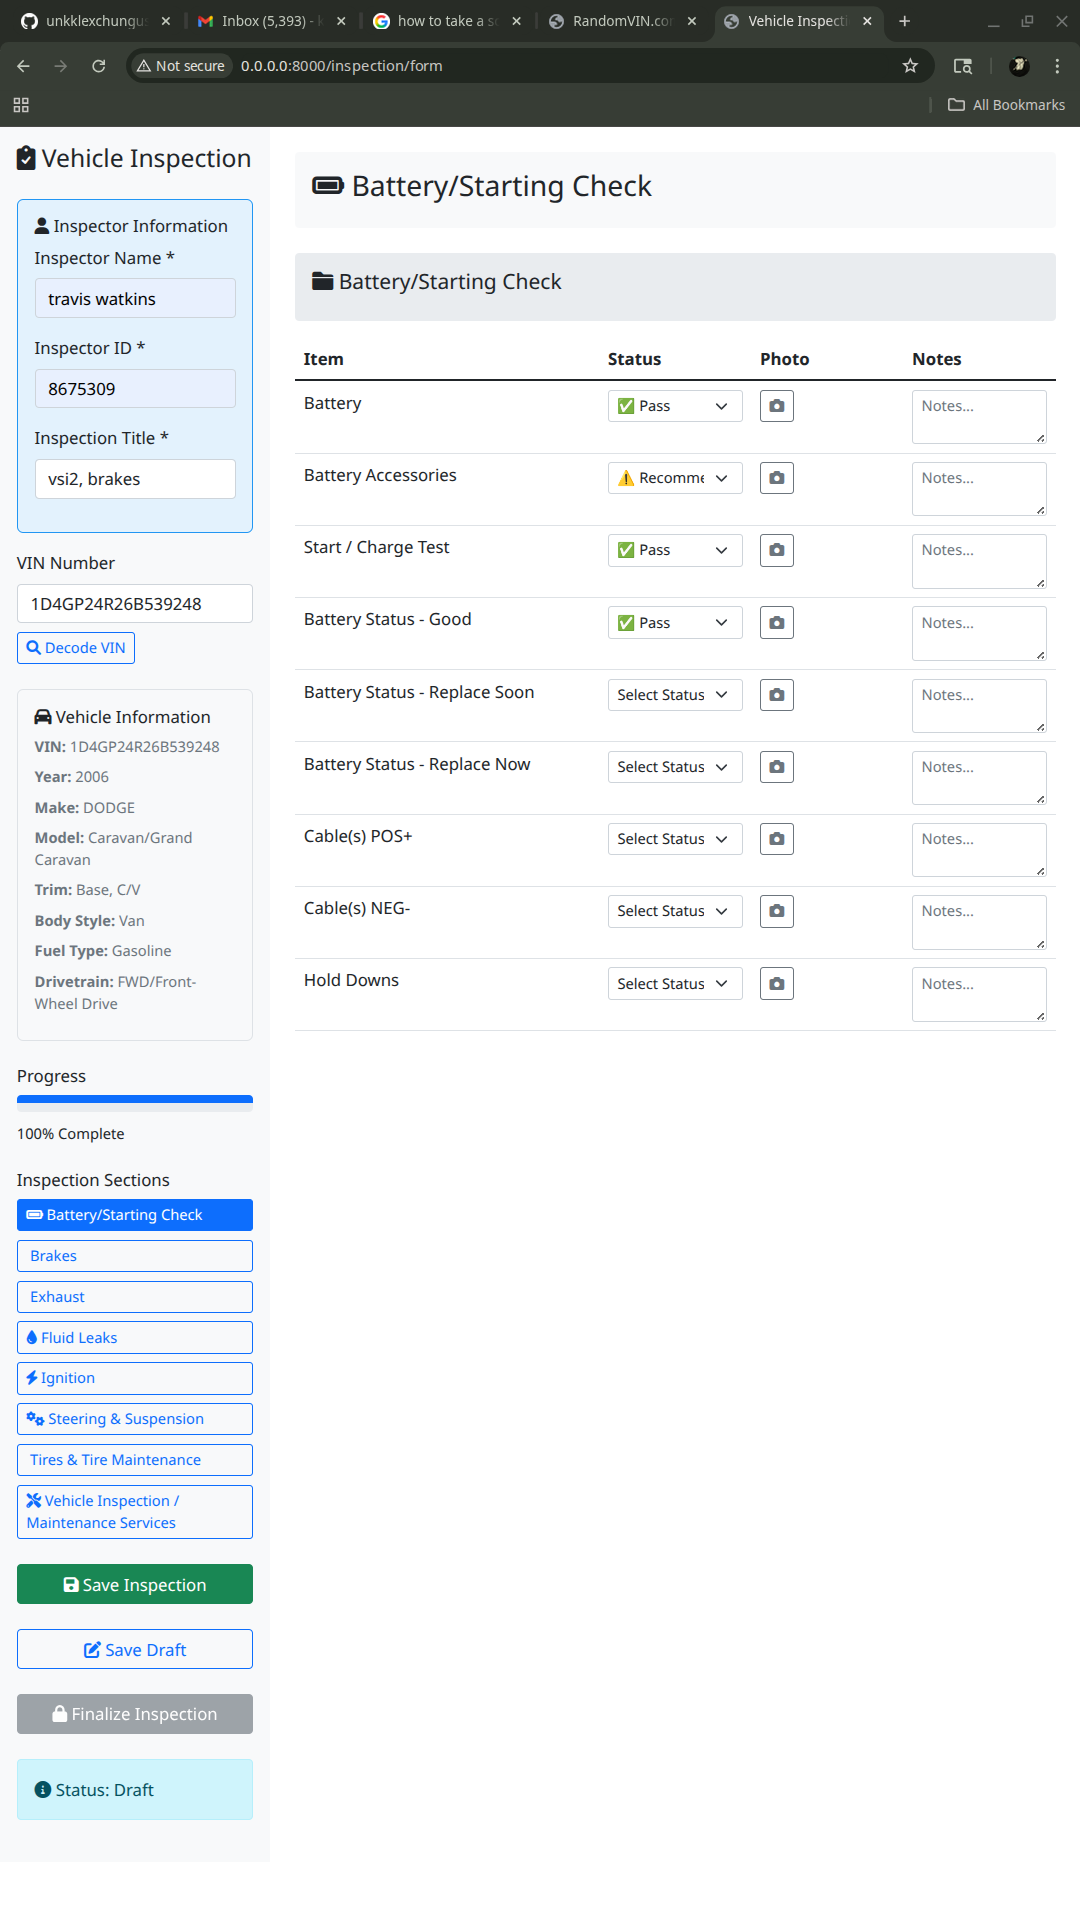 unkklexchungus
Inbox (5,393) - k
how to take a sc
RandomVIN.cor
Vehicle Inspecti
Not secure
0.0.0.0:8000/inspection/form
All Bookmarks
Vehicle Inspection
Inspector Information
Inspector Name *
travis watkins
Inspector ID *
8675309
Inspection Title *
vsi2, brakes
VIN Number
1D4GP24R26B539248
Decode VIN
Vehicle Information
VIN: 1D4GP24R26B539248
Year: 2006
Make: DODGE
Model: Caravan/Grand
Caravan
Trim: Base, C/V
Body Style: Van
Fuel Type: Gasoline
Drivetrain: FWD/Front-
Wheel Drive
Progress
100% Complete
Inspection Sections
Battery/Starting Check
Brakes
Exhaust
Fluid Leaks
Ignition
Steering & Suspension
Tires & Tire Maintenance
Vehicle Inspection /
Maintenance Services
Save Inspection
Save Draft
Finalize Inspection
Status: Draft
Battery/Starting Check
Battery/Starting Check
Item Status Photo Notes
Battery Pass Notes...
Battery Accessories Recomme Notes...
Start / Charge Test Pass Notes...
Battery Status - Good Pass Notes...
Battery Status - Replace Soon Select Status Notes...
Battery Status - Replace Now Select Status Notes...
Cable(s) POS+ Select Status Notes...
Cable(s) NEG- Select Status Notes...
Hold Downs Select Status Notes...